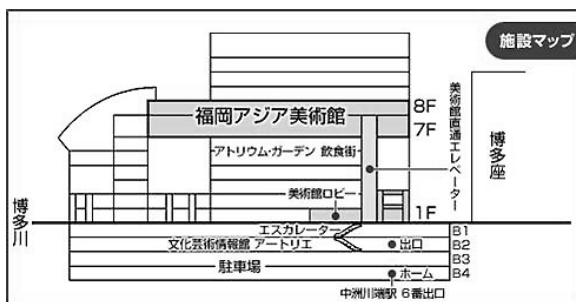 施設マップ
福岡アジア美術館
8F
7F
アトリウム・ガーデン 飲食街
美術館直通エレベーター
博多座
美術館ロビー
1F
博多川
エスカレーター
B1
文化芸術情報館 アートリエ
出口
B2
B3
駐車場
ホーム
B4
中洲川端駅 6番出口